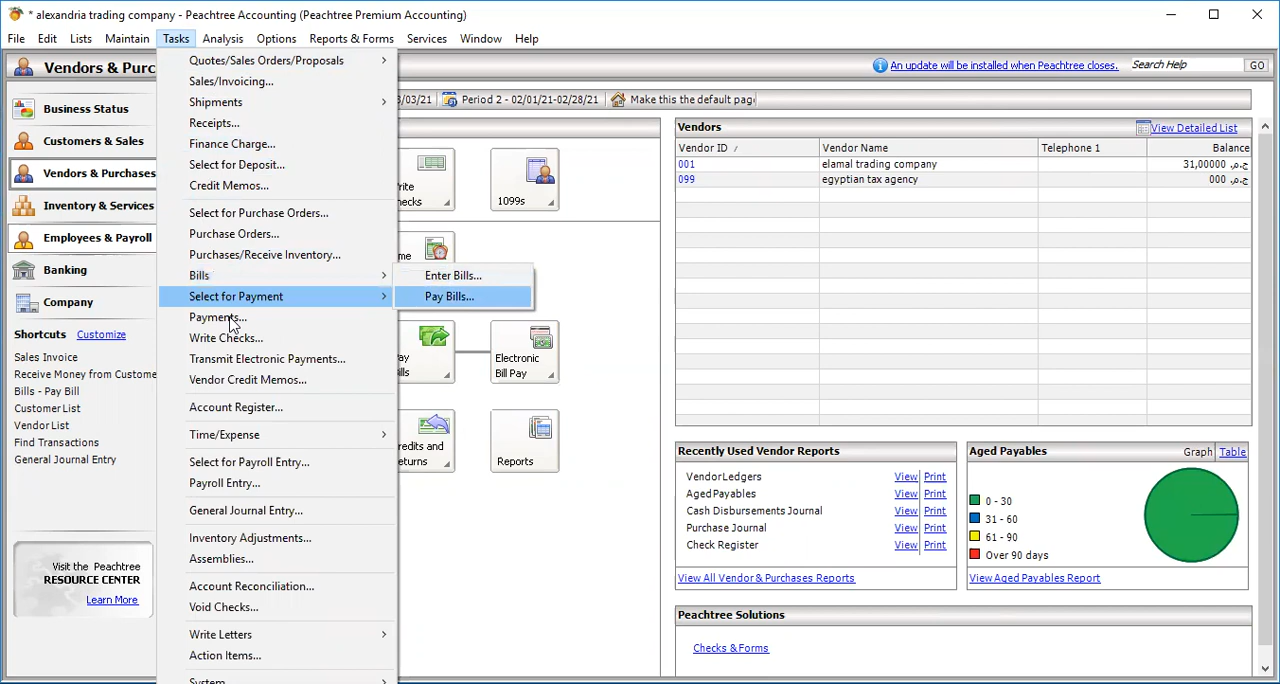 * alexandria trading company - Peachtree Accounting (Peachtree Premium Accounting)
File Edit Lists Maintain Tasks Analysis Options Reports & Forms Services Window Help
Vendors & Purc
An update will be installed when Peachtree closes. Search Help GO
Period 2 - 02/01/21-02/28/21 Make this the default pag
Business Status
Customers & Sales
Vendors & Purchases
Inventory & Services
Employees & Payroll
Banking
Company
Shortcuts Customize
Sales Invoice
Receive Money from Custome
Bills - Pay Bill
Customer List
Vendor List
Find Transactions
General Journal Entry
Visit the Peachtree
RESOURCE CENTER
Learn More
Quotes/Sales Orders/Proposals
Sales/Invoicing...
Shipments
Receipts...
Finance Charge...
Select for Deposit...
Credit Memos...
Select for Purchase Orders...
Purchase Orders...
Purchases/Receive Inventory...
Bills
Select for Payment
Payments...
Write Checks...
Transmit Electronic Payments...
Vendor Credit Memos...
Account Register...
Time/Expense
Select for Payroll Entry...
Payroll Entry...
General Journal Entry...
Inventory Adjustments...
Assemblies...
Account Reconciliation...
Void Checks...
Write Letters
Action Items...
System
Enter Bills...
Pay Bills...
1099s
Electronic
Bill Pay
Reports
Vendors View Detailed List
Vendor ID / Vendor Name Telephone 1 Balance
001 elamal trading company 31,00000 ج.م.
099 egyptian tax agency 000 ج.م.
Recently Used Vendor Reports
Vendor Ledgers View Print
Aged Payables View Print
Cash Disbursements Journal View Print
Purchase Journal View Print
Check Register View Print
View All Vendor & Purchases Reports
Aged Payables Graph Table
0 - 30
31 - 60
61 - 90
Over 90 days
View Aged Payables Report
Peachtree Solutions
Checks & Forms